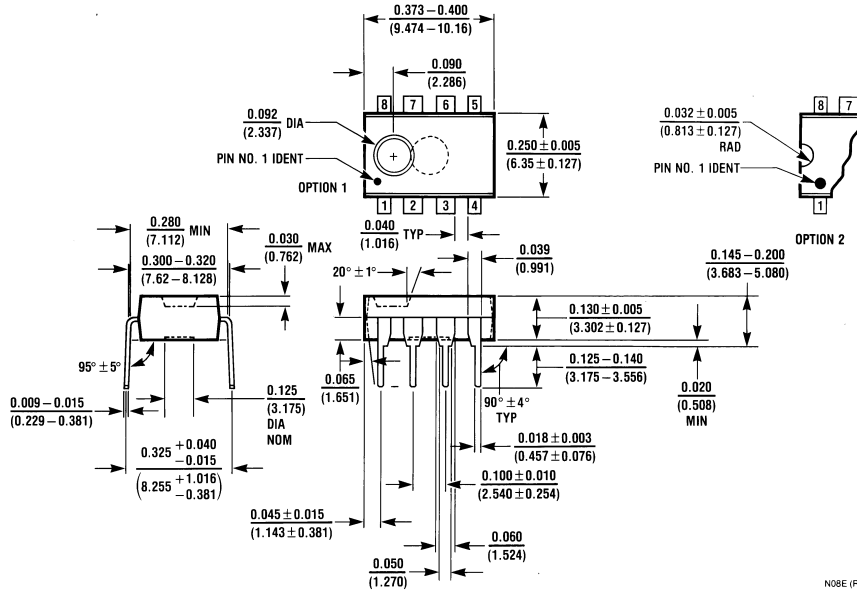 0.373 – 0.400
(9.474 – 10.16)
0.090
(2.286)
8 7 6 5
0.092 DIA
(2.337)
PIN NO. 1 IDENT
OPTION 1
0.250 ± 0.005
(6.35 ± 0.127)
1 2 3 4
8 7
0.032 ± 0.005
(0.813 ± 0.127)
RAD
PIN NO. 1 IDENT
1
OPTION 2
0.280 MIN
(7.112)
0.300 – 0.320
(7.62 – 8.128)
0.030 MAX
(0.762)
0.040 TYP
(1.016)
0.039
(0.991)
20° ± 1°
0.145 – 0.200
(3.683 – 5.080)
0.130 ± 0.005
(3.302 ± 0.127)
95° ± 5°
0.125 – 0.140
(3.175 – 3.556)
0.065
(1.651)
90° ± 4°
TYP
0.020
(0.508)
MIN
0.009 – 0.015
(0.229 – 0.381)
0.125
(3.175)
DIA
NOM
0.018 ± 0.003
(0.457 ± 0.076)
0.325 +0.040
−0.015
(8.255 +1.016
−0.381)
0.100 ± 0.010
(2.540 ± 0.254)
0.045 ± 0.015
(1.143 ± 0.381)
0.060
(1.524)
0.050
(1.270)
N08E (F